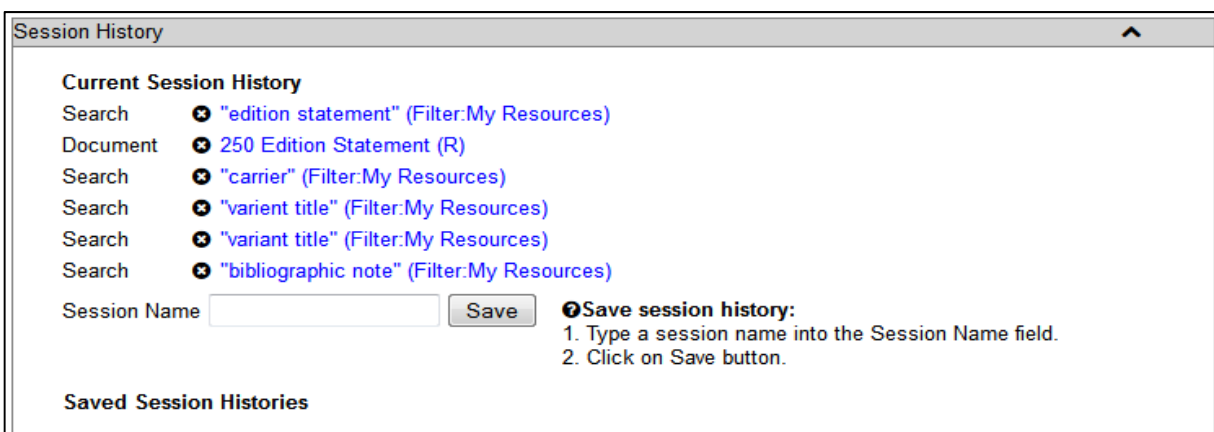 Session History
Current Session History
Search "edition statement" (Filter:My Resources)
Document 250 Edition Statement (R)
Search "carrier" (Filter:My Resources)
Search "varient title" (Filter:My Resources)
Search "variant title" (Filter:My Resources)
Search "bibliographic note" (Filter:My Resources)
Session Name Save Save session history:
1. Type a session name into the Session Name field.
2. Click on Save button.
Saved Session Histories